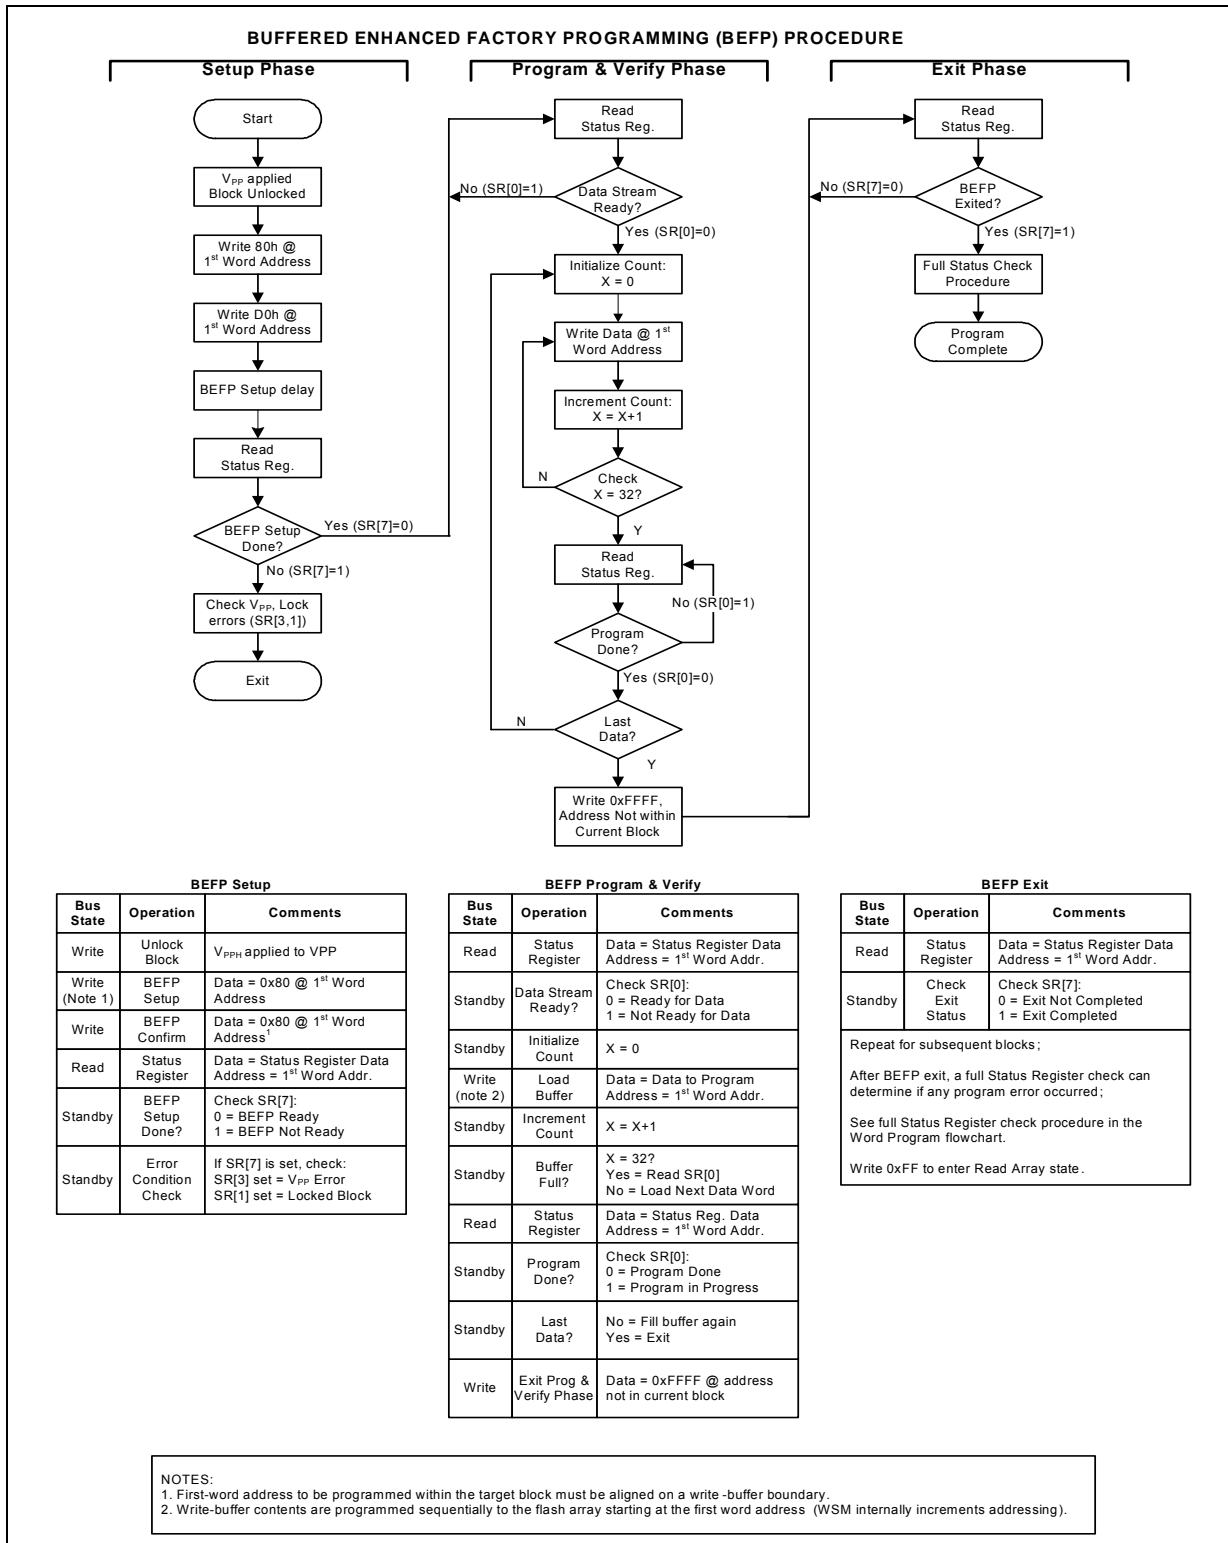 BUFFERED ENHANCED FACTORY PROGRAMMING (BEFP) PROCEDURE
Setup Phase
Start
VPP applied
Block Unlocked
Write 80h @
1st Word Address
Write D0h @
1st Word Address
BEFP Setup delay
Read
Status Reg.
BEFP Setup
Done?
Yes (SR[7]=0)
No (SR[7]=1)
Check VPP, Lock
errors (SR[3,1])
Exit
Program & Verify Phase
Read
Status Reg.
No (SR[0]=1)
Data Stream
Ready?
Yes (SR[0]=0)
Initialize Count:
X = 0
Write Data @ 1st
Word Address
Increment Count:
X = X+1
N
Check
X = 32?
Y
Read
Status Reg.
No (SR[0]=1)
Program
Done?
Yes (SR[0]=0)
N
Last
Data?
Y
Write 0xFFFF,
Address Not within
Current Block
Exit Phase
Read
Status Reg.
No (SR[7]=0)
BEFP
Exited?
Yes (SR[7]=1)
Full Status Check
Procedure
Program
Complete
BEFP Setup
Bus
State
Operation
Comments
Write
Unlock
Block
VPPH applied to VPP
Write
(Note 1)
BEFP
Setup
Data = 0x80 @ 1st Word
Address
Write
BEFP
Confirm
Data = 0x80 @ 1st Word
Address1
Read
Status
Register
Data = Status Register Data
Address = 1st Word Addr.
Standby
BEFP
Setup
Done?
Check SR[7]:
0 = BEFP Ready
1 = BEFP Not Ready
Standby
Error
Condition
Check
If SR[7] is set, check:
SR[3] set = VPP Error
SR[1] set = Locked Block
BEFP Program & Verify
Bus
State
Operation
Comments
Read
Status
Register
Data = Status Register Data
Address = 1st Word Addr.
Standby
Data Stream
Ready?
Check SR[0]:
0 = Ready for Data
1 = Not Ready for Data
Standby
Initialize
Count
X = 0
Write
(note 2)
Load
Buffer
Data = Data to Program
Address = 1st Word Addr.
Standby
Increment
Count
X = X+1
Standby
Buffer
Full?
X = 32?
Yes = Read SR[0]
No = Load Next Data Word
Read
Status
Register
Data = Status Reg. Data
Address = 1st Word Addr.
Standby
Program
Done?
Check SR[0]:
0 = Program Done
1 = Program in Progress
Standby
Last
Data?
No = Fill buffer again
Yes = Exit
Write
Exit Prog &
Verify Phase
Data = 0xFFFF @ address
not in current block
BEFP Exit
Bus
State
Operation
Comments
Read
Status
Register
Data = Status Register Data
Address = 1st Word Addr.
Standby
Check
Exit
Status
Check SR[7]:
0 = Exit Not Completed
1 = Exit Completed
Repeat for subsequent blocks;
After BEFP exit, a full Status Register check can
determine if any program error occurred;
See full Status Register check procedure in the
Word Program flowchart.
Write 0xFF to enter Read Array state.
NOTES:
1. First-word address to be programmed within the target block must be aligned on a write -buffer boundary.
2. Write-buffer contents are programmed sequentially to the flash array starting at the first word address (WSM internally increments addressing).